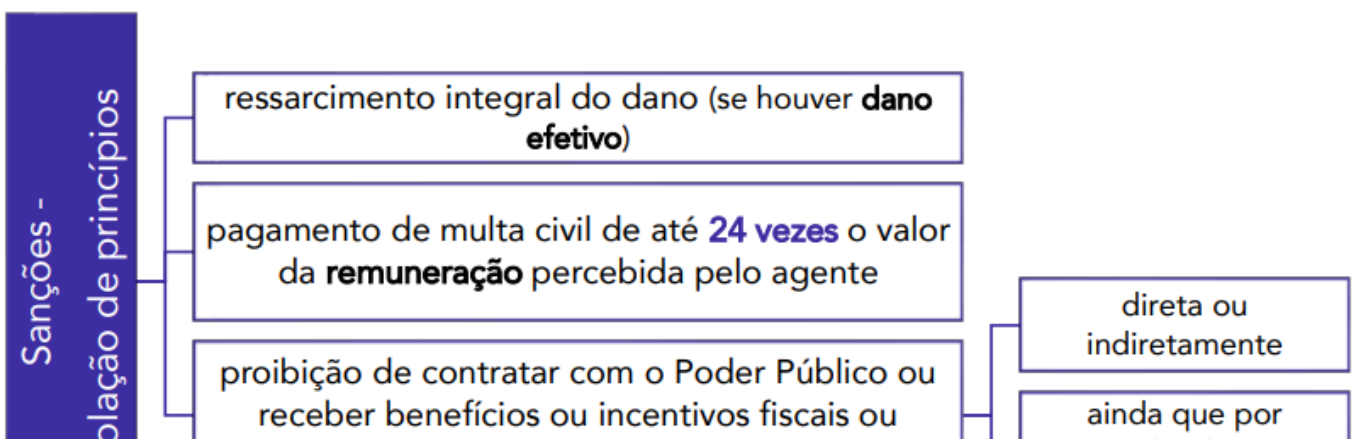 Sanções -
olação de princípios
ressarcimento integral do dano (se houver dano
efetivo)
pagamento de multa civil de até 24 vezes o valor
da remuneração percebida pelo agente
proibição de contratar com o Poder Público ou
receber benefícios ou incentivos fiscais ou
direta ou
indiretamente
ainda que por